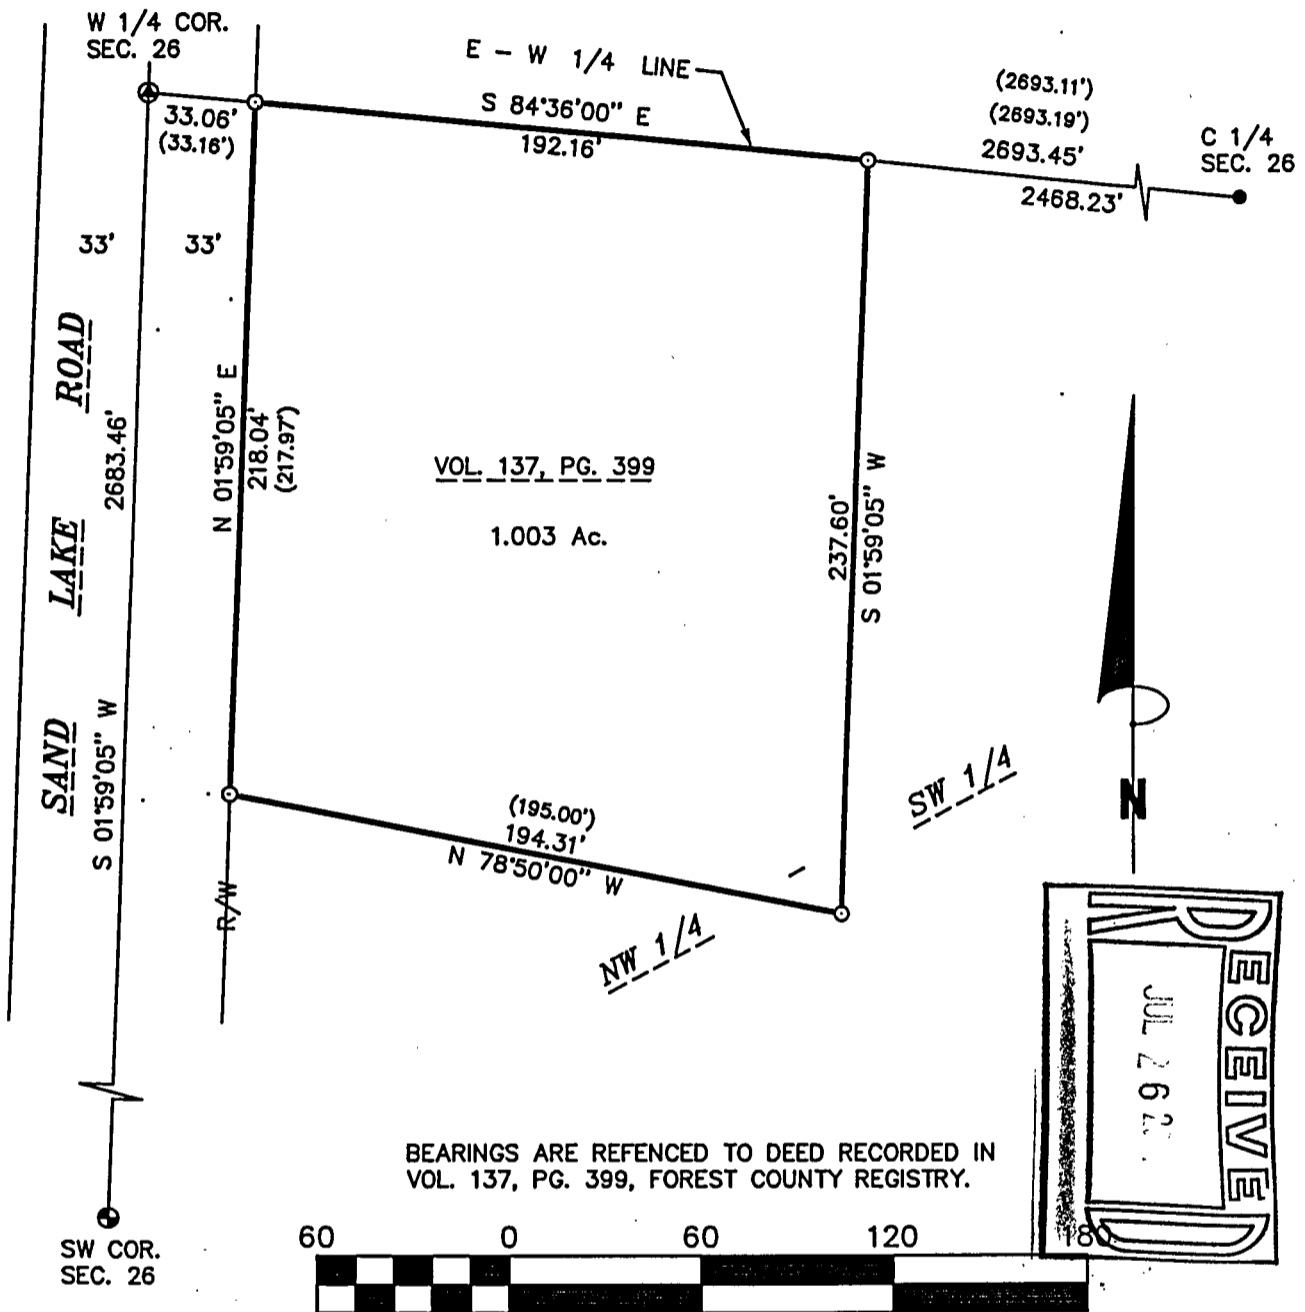 W 1/4 COR.
SEC. 26
E - W 1/4 LINE
S 84°36'00" E
192.16'
33.06'
(33.16')
(2693.11')
(2693.19')
2693.45'
2468.23'
C 1/4
SEC. 26
33'
33'
SAND LAKE ROAD
S 01°59'05" W 2683.46'
N 01°59'05" E
218.04'
(217.97')
VOL. 137, PG. 399
1.003 Ac.
237.60'
S 01°59'05" W
(195.00')
194.31'
N 78°50'00" W
R/W
SW 1/4
NW 1/4
N
RECEIVED
JUL 26
BEARINGS ARE REFENCED TO DEED RECORDED IN
VOL. 137, PG. 399, FOREST COUNTY REGISTRY.
SW COR.
SEC. 26
60 0 60 120